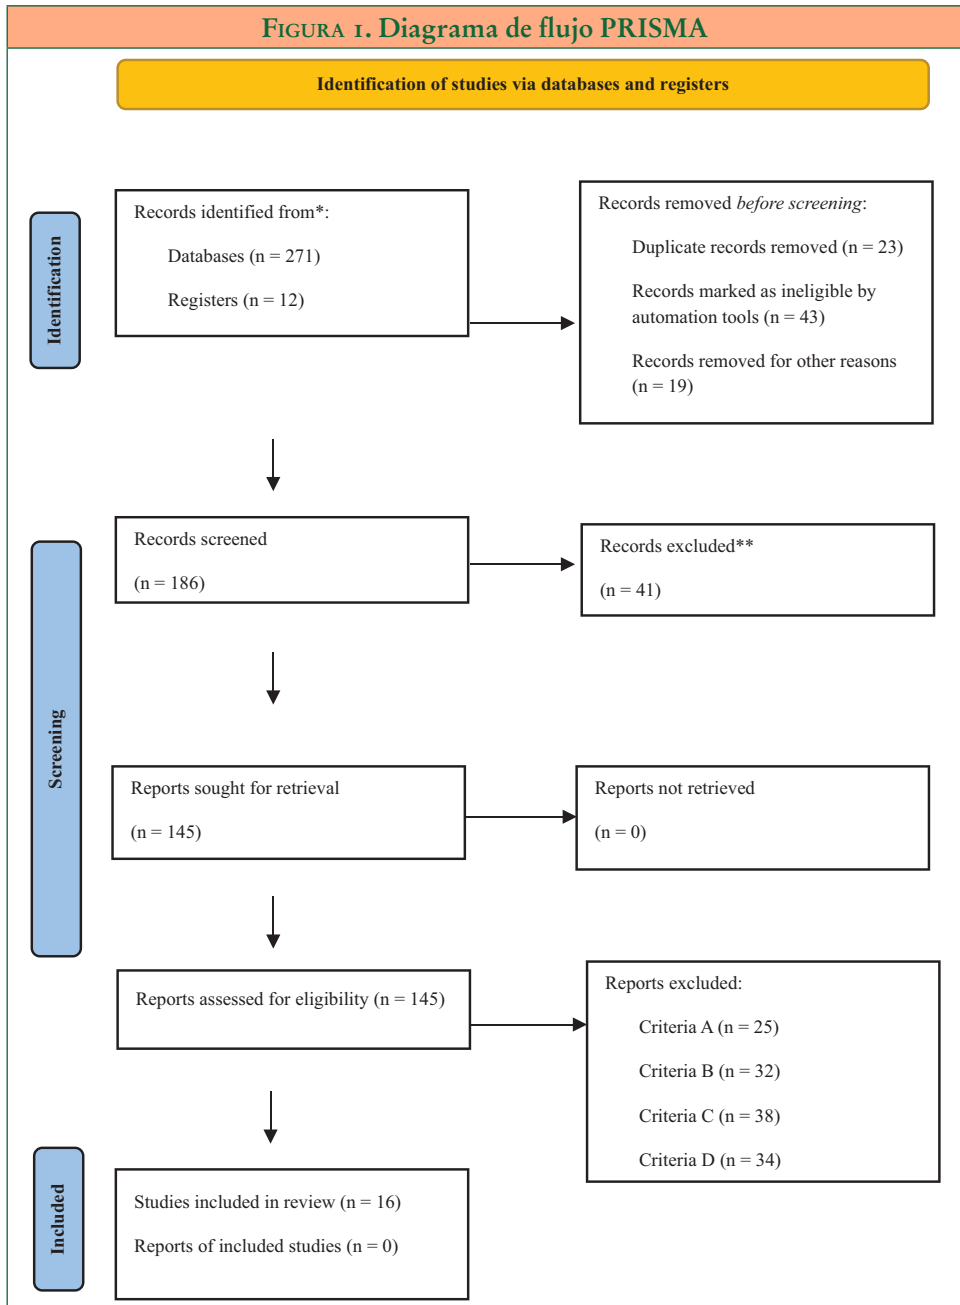 FIGURA 1. Diagrama de flujo PRISMA
Identification of studies via databases and registers
Identification
Records identified from*:
Databases (n = 271)
Registers (n = 12)
Records removed before screening:
Duplicate records removed (n = 23)
Records marked as ineligible by
automation tools (n = 43)
Records removed for other reasons
(n = 19)
Screening
Records screened
(n = 186)
Records excluded**
(n = 41)
Reports sought for retrieval
(n = 145)
Reports not retrieved
(n = 0)
Reports assessed for eligibility (n = 145)
Reports excluded:
Criteria A (n = 25)
Criteria B (n = 32)
Criteria C (n = 38)
Criteria D (n = 34)
Included
Studies included in review (n = 16)
Reports of included studies (n = 0)